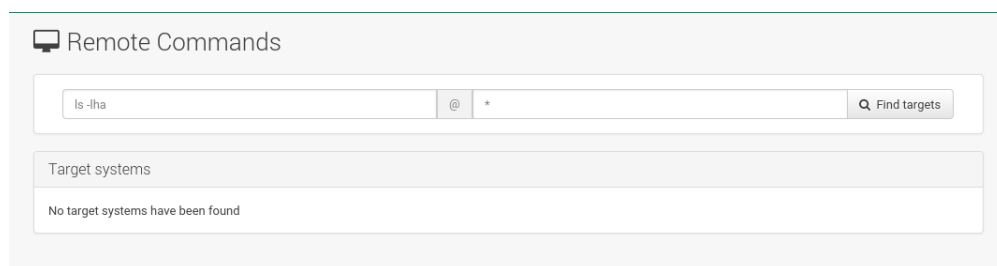 Remote Commands
ls -lha @ * Find targets
Target systems
No target systems have been found